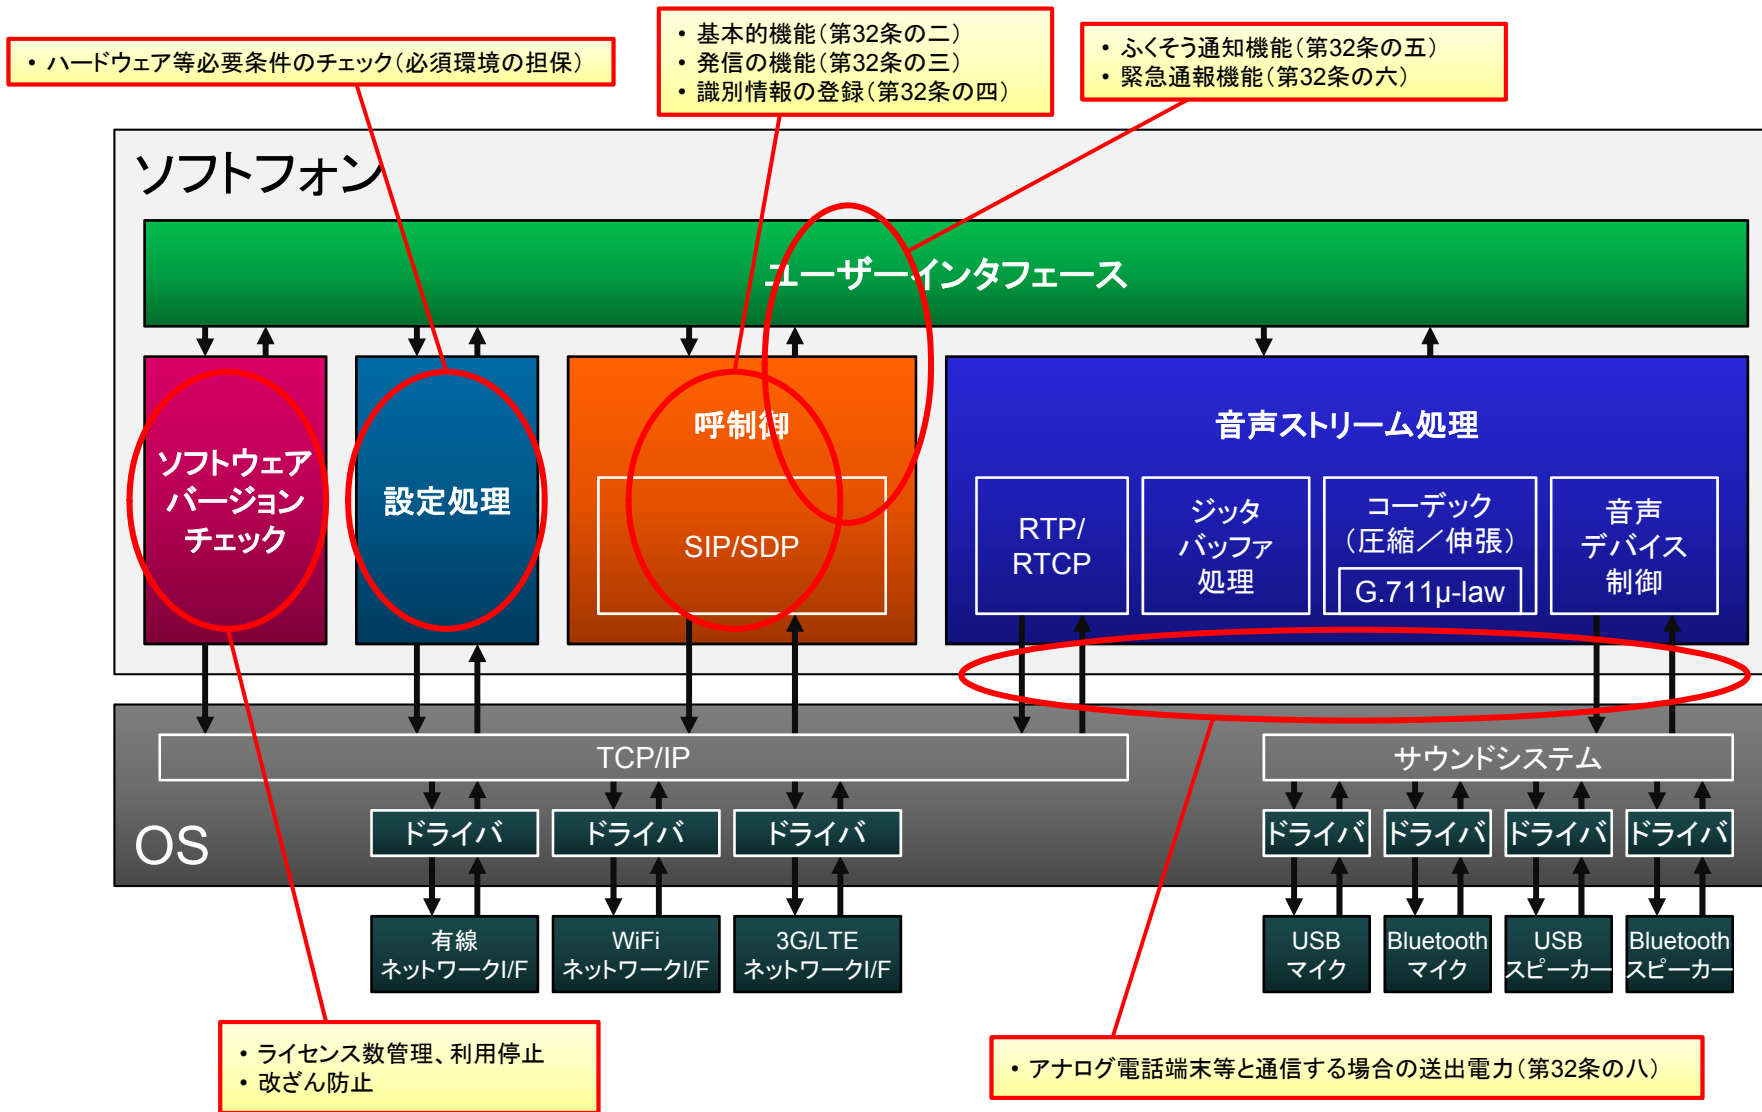 • ハードウェア等必要条件のチェック(必須環境の担保)
• 基本的機能(第32条の二)
• 発信の機能(第32条の三)
• 識別情報の登録(第32条の四)
• ふくそう通知機能(第32条の五)
• 緊急通報機能(第32条の六)
ソフトフォン
ユーザーインタフェース
ソフトウェア
バージョン
チェック
設定処理
呼制御
SIP/SDP
音声ストリーム処理
RTP/
RTCP
ジッタ
バッファ
処理
コーデック
(圧縮／伸張)
G.711μ-law
音声
デバイス
制御
TCP/IP
サウンドシステム
OS
ドライバ
ドライバ
ドライバ
ドライバ
ドライバ
ドライバ
ドライバ
有線
ネットワークI/F
WiFi
ネットワークI/F
3G/LTE
ネットワークI/F
USB
マイク
Bluetooth
マイク
USB
スピーカー
Bluetooth
スピーカー
• ライセンス数管理、利用停止
• 改ざん防止
• アナログ電話端末等と通信する場合の送出電力(第32条の八)